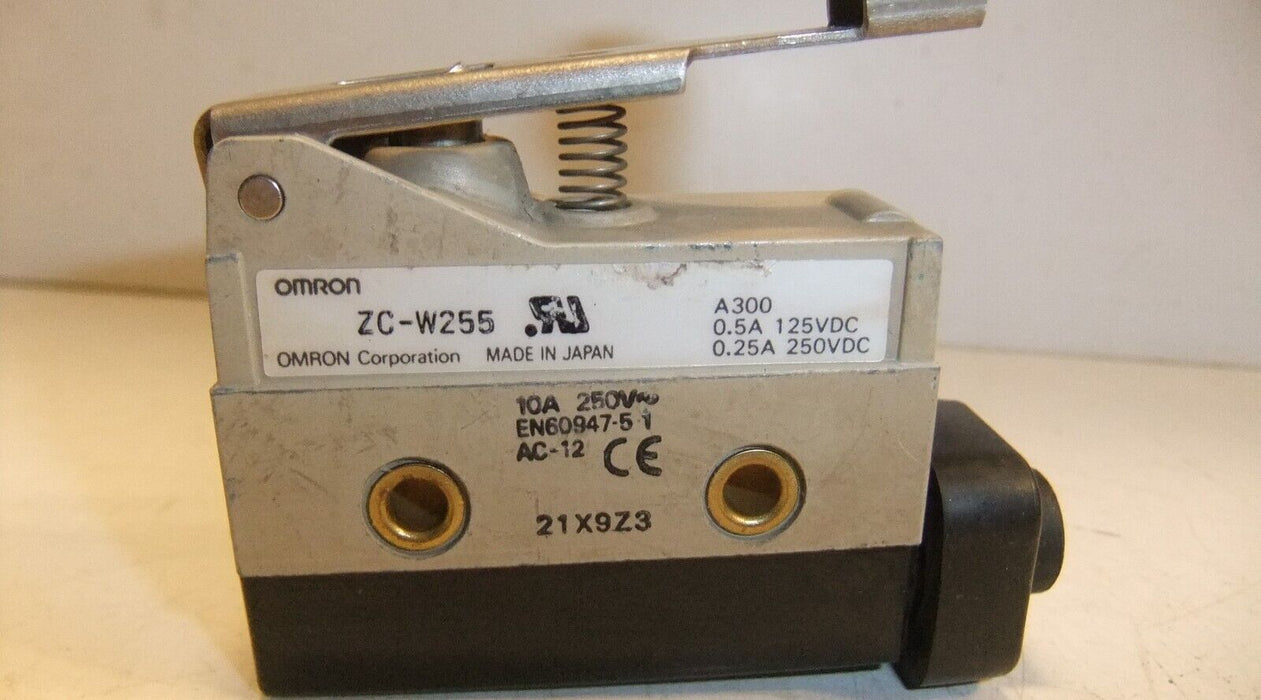 OMRON
ZC-W255
OMRON Corporation MADE IN JAPAN
A300
0.5A 125VDC
0.25A 250VDC
10A 250V~
EN60947-5 1
AC-12 CE
21X9Z3